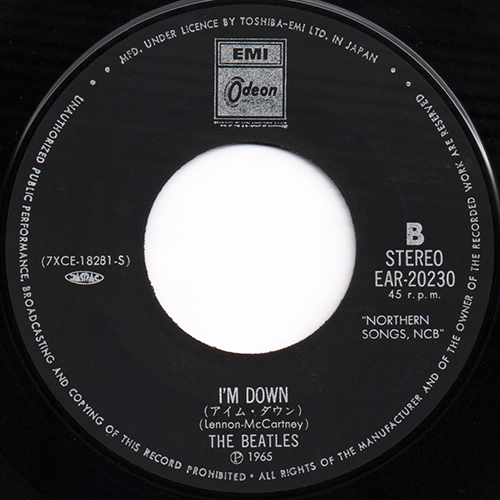 MFD. UNDER LICENCE BY TOSHIBA-EMI LTD. IN JAPAN
EMI
Odeon
B
STEREO
EAR-20230
45 r.p.m.
(7XCE-18281-S)
JASRAC
"NORTHERN
SONGS, NCB"
I'M DOWN
(アイム・ダウン)
(Lennon-McCartney)
THE BEATLES
Ⓟ 1965
• ALL RIGHTS OF THE MANUFACTURER AND OF THE OWNER OF THE RECORDED WORK ARE RESERVED •
UNAUTHORIZED PUBLIC PERFORMANCE, BROADCASTING AND COPYING OF THIS RECORD PROHIBITED